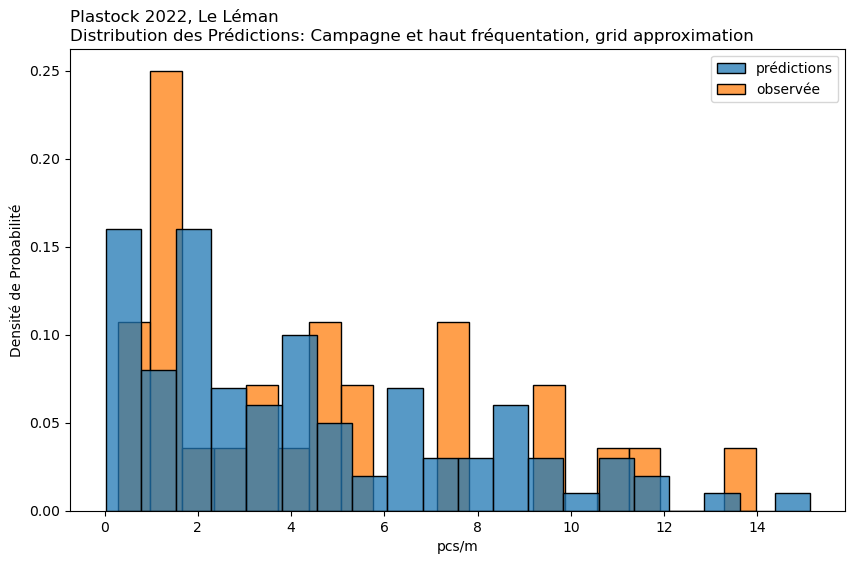 Plastock 2022, Le Léman
Distribution des Prédictions: Campagne et haut fréquentation, grid approximation
prédictions
observée
Densité de Probabilité
0.25
0.20
0.15
0.10
0.05
0.00
0 2 4 6 8 10 12 14
pcs/m